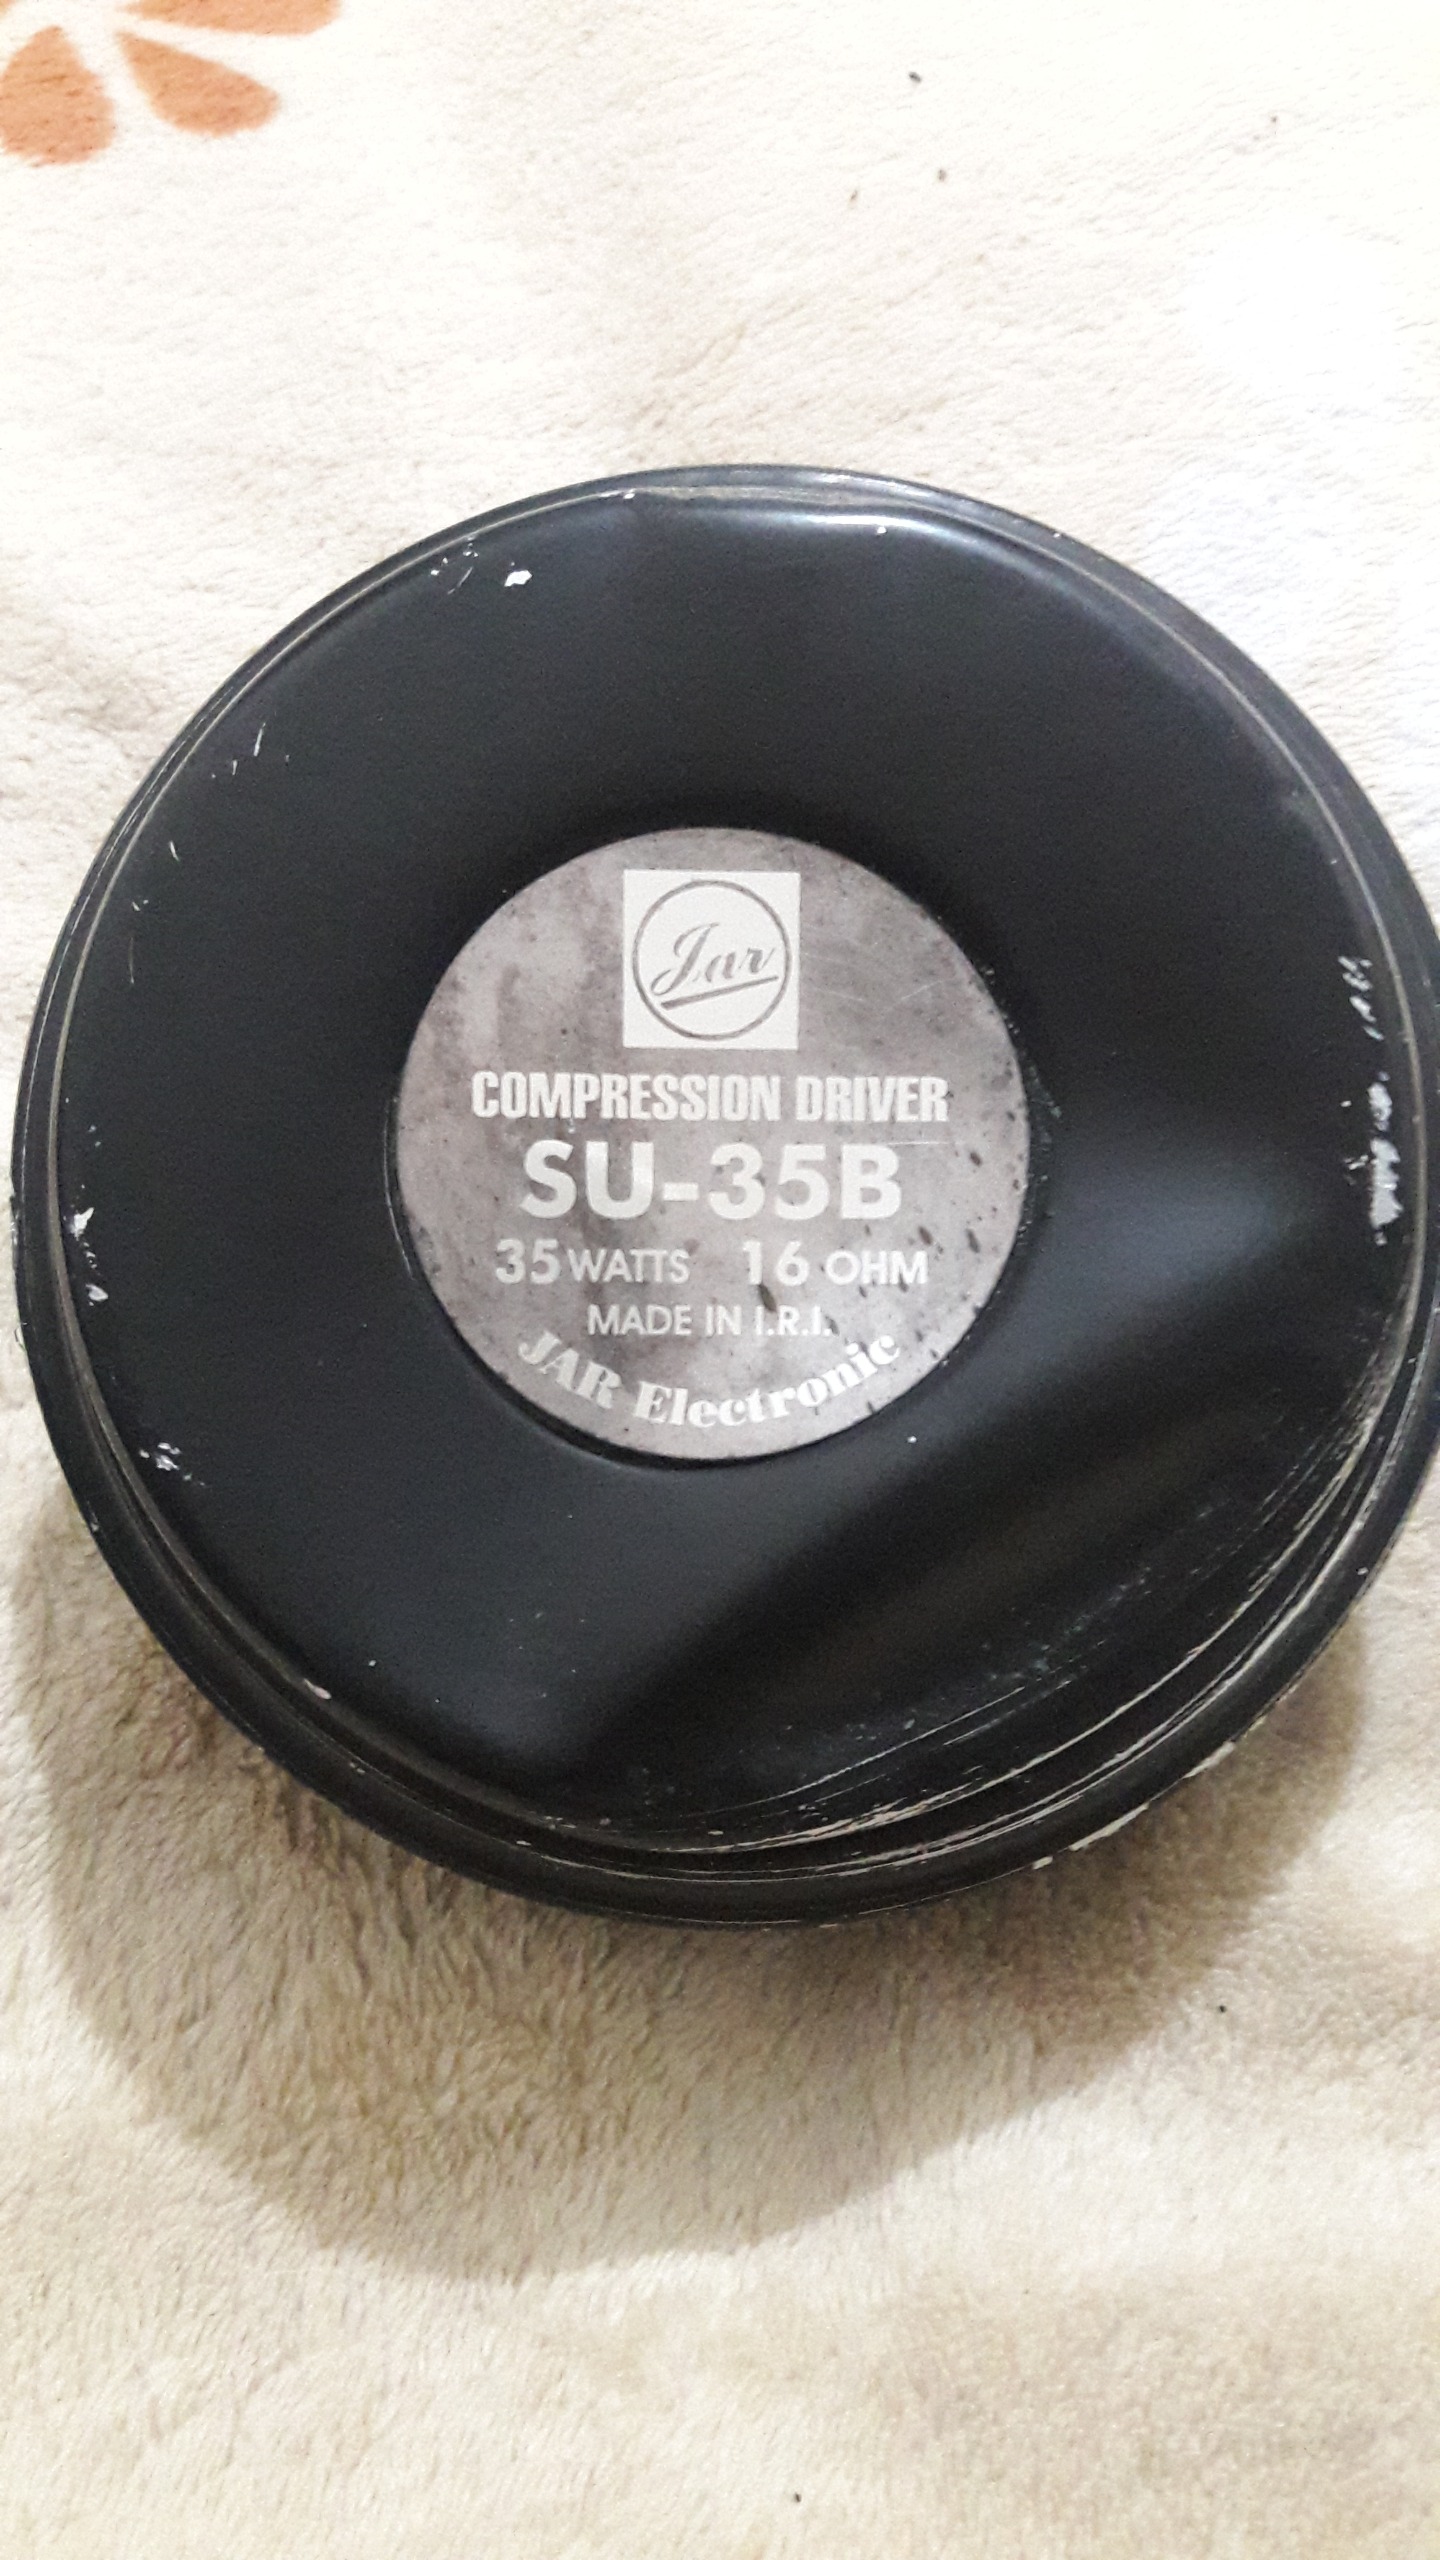 Jar
COMPRESSION DRIVER
SU-35B
35 WATTS 16 OHM
MADE IN I.R.I.
JAR Electronic